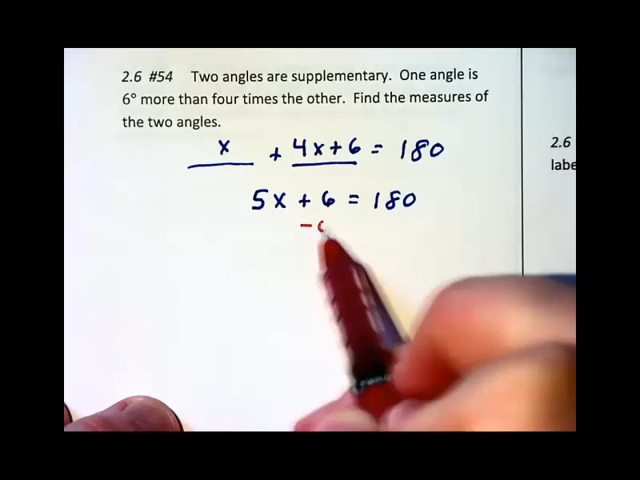 2.6 #54 Two angles are supplementary. One angle is
6° more than four times the other. Find the measures of
the two angles.
x + 4x+6 = 180
5x + 6 = 180
-
2.6
labe